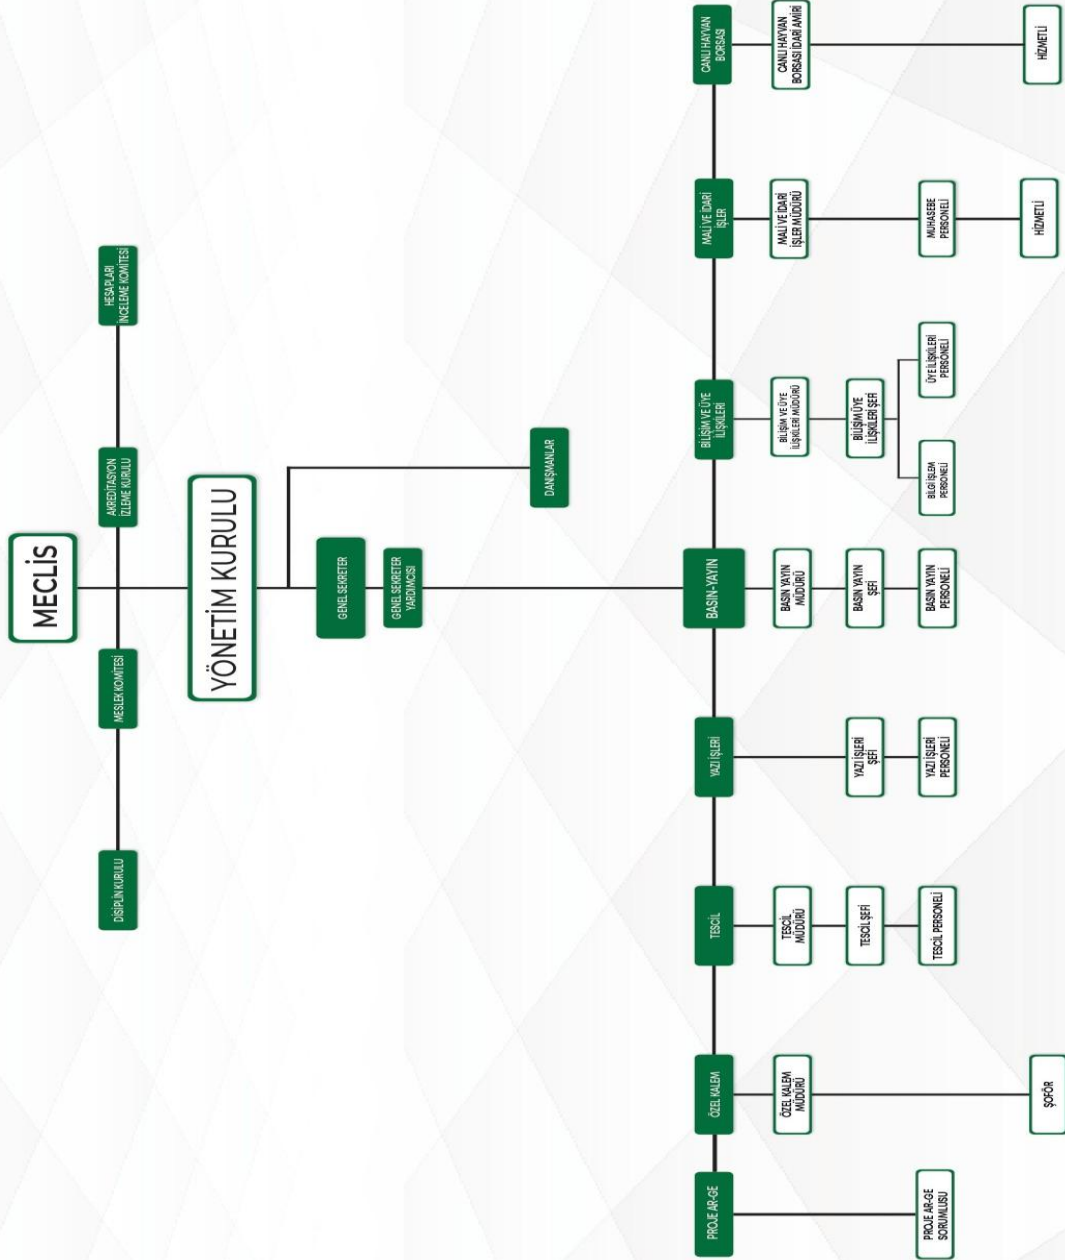 MECLİS
DİSİPLİN KURULU
MESLEK KOMİTESİ
AKREDİTASYON
İZLEME KURULU
HESAPLARI
İNCELEME KOMİTESİ
YÖNETİM KURULU
GENEL SEKRETER
GENEL SEKRETER
YARDIMCISI
DANIŞMANLAR
PROJE AR-GE
ÖZEL KALEM
TESCİL
YAZI İŞLERİ
BASIN-YAYIN
BİLİŞİM VE ÜYE
İLİŞKİLERİ
MALİ VE İDARİ
İŞLER
CANLI HAYVAN
BORSASI
ÖZEL KALEM
MÜDÜRÜ
TESCİL
MÜDÜRÜ
BASIN YAYIN
MÜDÜRÜ
BİLİŞİM VE ÜYE
İLİŞKİLERİ MÜDÜRÜ
MALİ VE İDARİ
İŞLER MÜDÜRÜ
CANLI HAYVAN
BORSASI İDARİ AMİRİ
TESCİL ŞEFİ
YAZI İŞLERİ
ŞEFİ
BASIN YAYIN
ŞEFİ
BİLİŞİM ÜYE
İLİŞKİLERİ ŞEFİ
PROJE AR-GE
SORUMLUSU
TESCİL PERSONELİ
YAZI İŞLERİ
PERSONELİ
BASIN YAYIN
PERSONELİ
BİLGİ İŞLEM
PERSONELİ
ÜYE İLİŞKİLERİ
PERSONELİ
MUHASEBE
PERSONELİ
ŞOFÖR
HİZMETLİ
HİZMETLİ